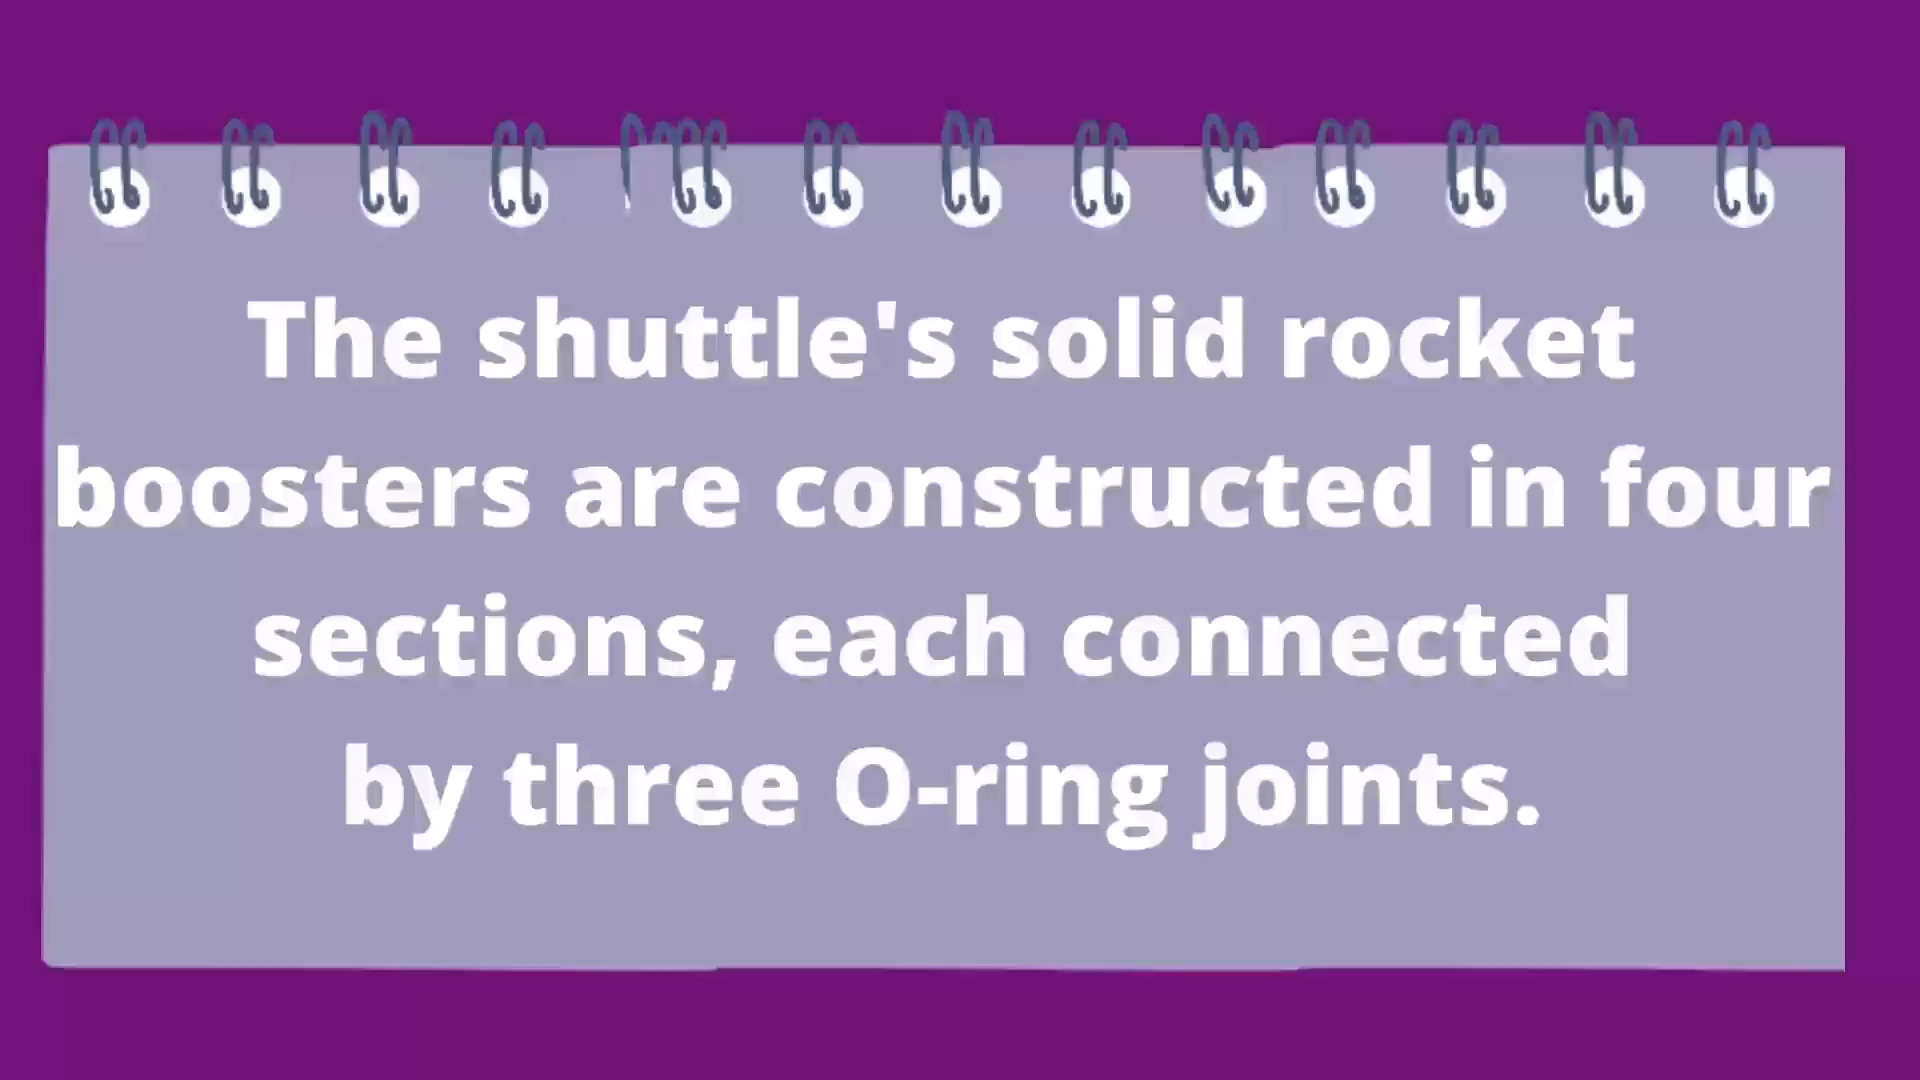 The shuttle's solid rocket
boosters are constructed in four
sections, each connected
by three O-ring joints.